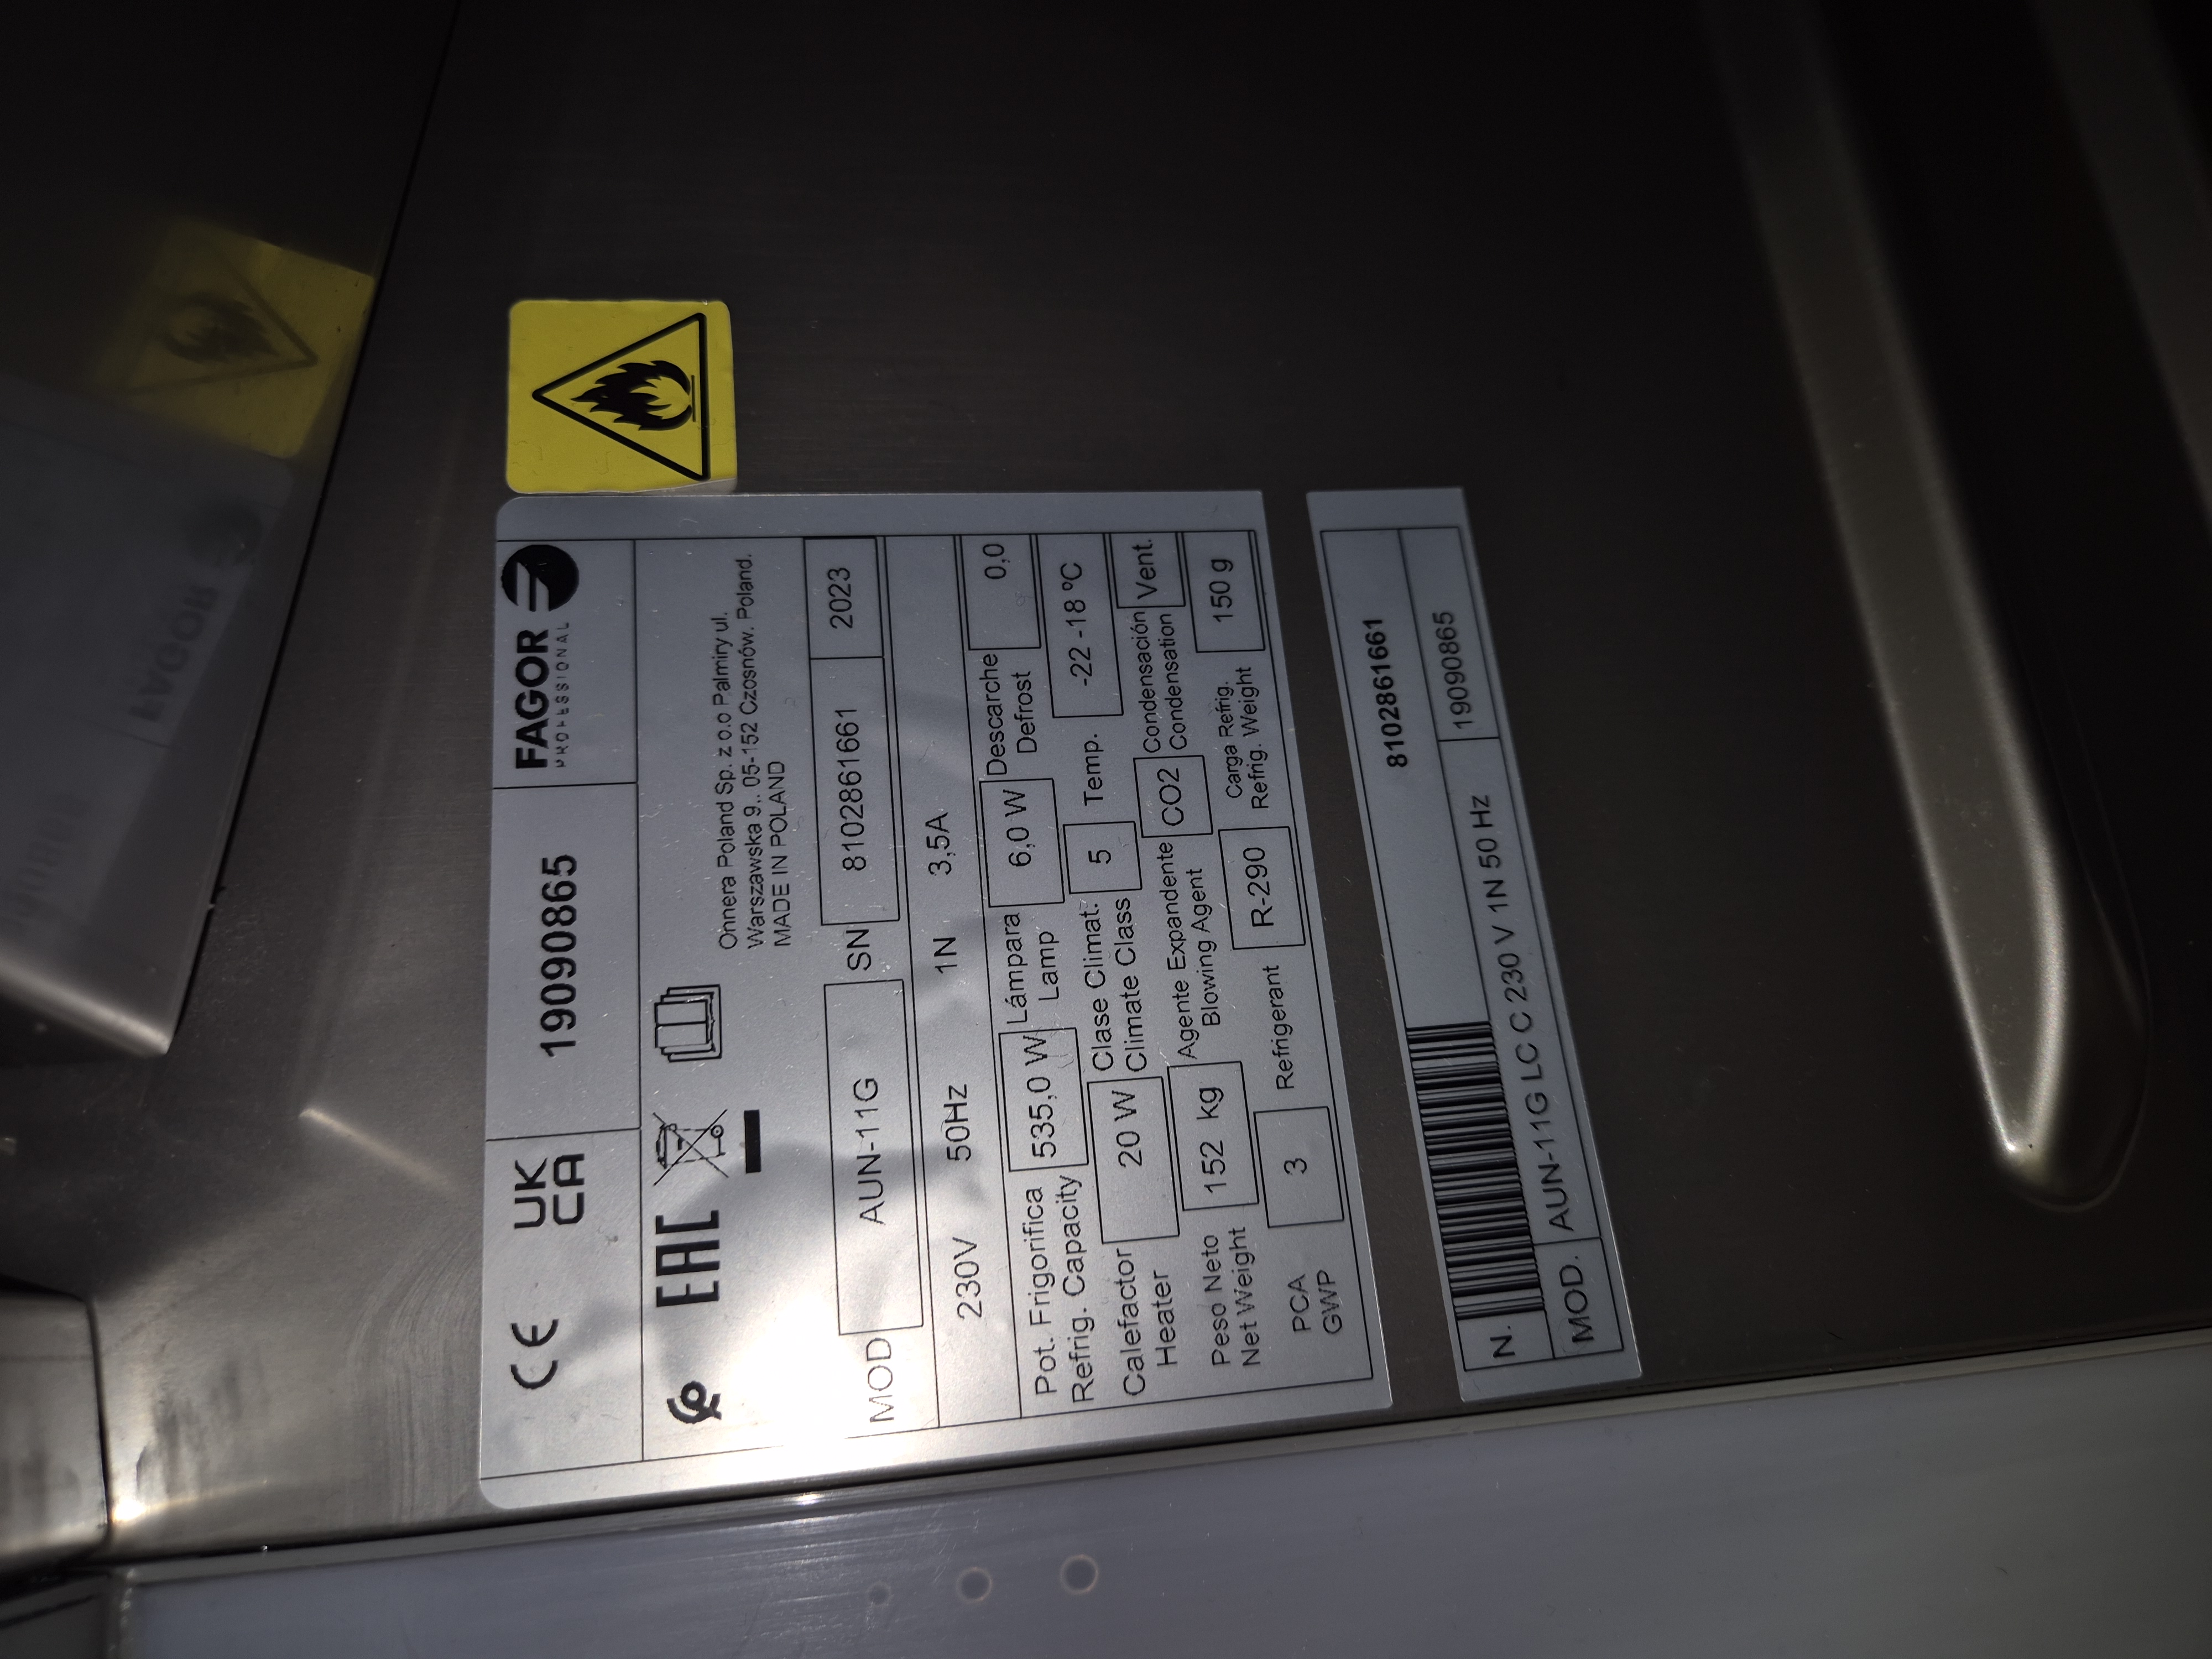 CE UK CA 19090865 FAGOR PROFESSIONAL
EAC
Onnera Poland Sp. z o.o Palmiry ul.
Warszawska 9,. 05-152 Czosnów. Poland.
MADE IN POLAND
MOD AUN-11G SN 8102861661 2023
230V 50Hz 1N 3,5A
Pot. Frigorifica 535,0 W Lámpara 6,0 W Descarche 0,0
Refrig. Capacity Lamp Defrost
Calefactor 20 W Clase Climat. 5 Temp. -22 -18 ºC
Heater Climate Class
Peso Neto 152 kg Agente Expandente CO2 Condensación Vent.
Net Weight Blowing Agent Condensation
PCA 3 Refrigerant R-290 Carga Refrig. 150 g
GWP Refrig. Weight
N. 8102861661
MOD. AUN-11G LC C 230 V 1N 50 Hz 19090865
FAGOR